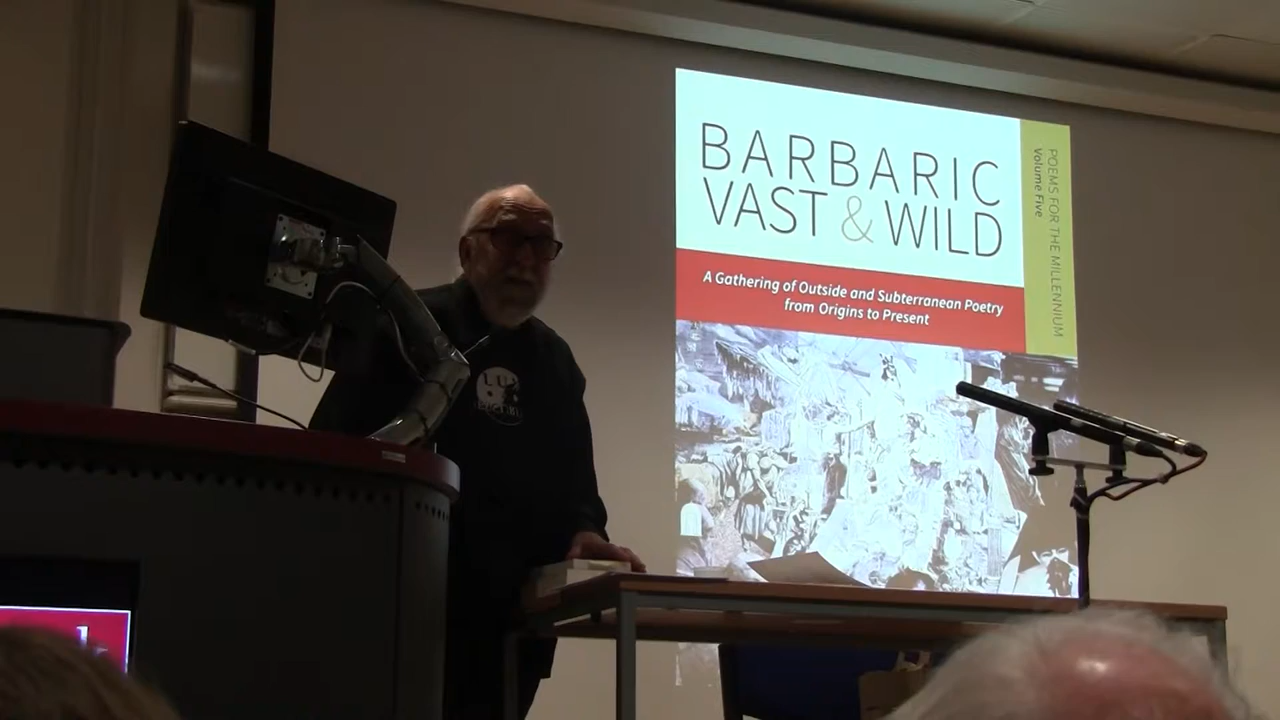 BARBARIC
VAST & WILD
POEMS FOR THE MILLENNIUM
Volume Five
A Gathering of Outside and Subterranean Poetry
from Origins to Present